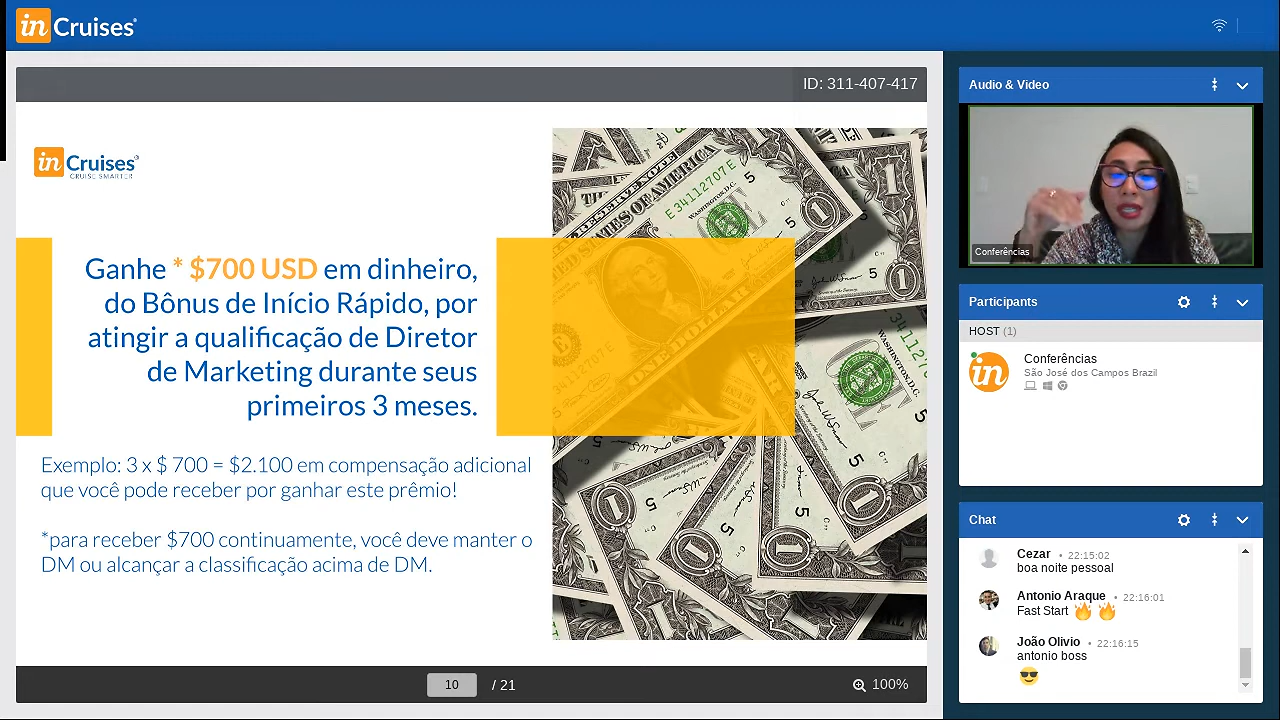 in Cruises®
ID: 311-407-417
in Cruises®
CRUISE SMARTER
Ganhe * $700 USD em dinheiro,
do Bônus de Início Rápido, por
atingir a qualificação de Diretor
de Marketing durante seus
primeiros 3 meses.
Exemplo: 3 x $ 700 = $2.100 em compensação adicional
que você pode receber por ganhar este prêmio!
*para receber $700 continuamente, você deve manter o
DM ou alcançar a classificação acima de DM.
10 / 21
100%
Audio & Video
Conferências
Participants
HOST (1)
in
Conferências
São José dos Campos Brazil
Chat
Cezar • 22:15:02
boa noite pessoal
Antonio Araque • 22:16:01
Fast Start 🔥 🔥
João Olivio • 22:16:15
antonio boss
😎